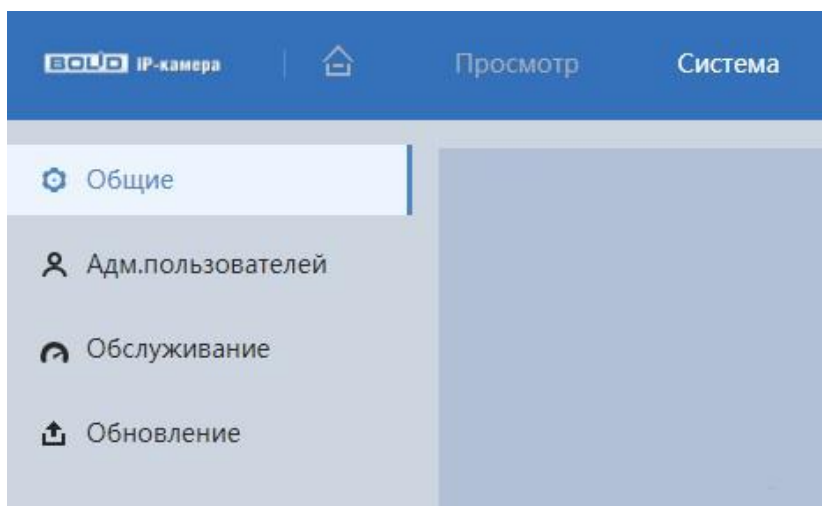 BOLID IP-камера Просмотр Система
Общие
Адм.пользователей
Обслуживание
Обновление